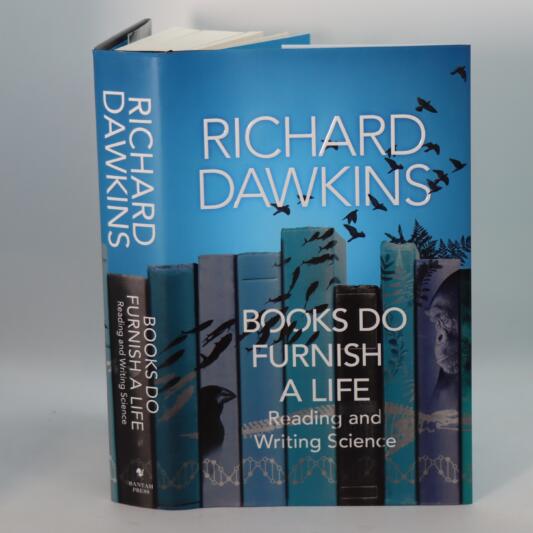 RICHARD
DAWKINS
BOOKS DO
FURNISH A LIFE
Reading and Writing Science
BANTAM
PRESS
RICHARD
DAWKINS
BOOKS DO
FURNISH
A LIFE
Reading and
Writing Science